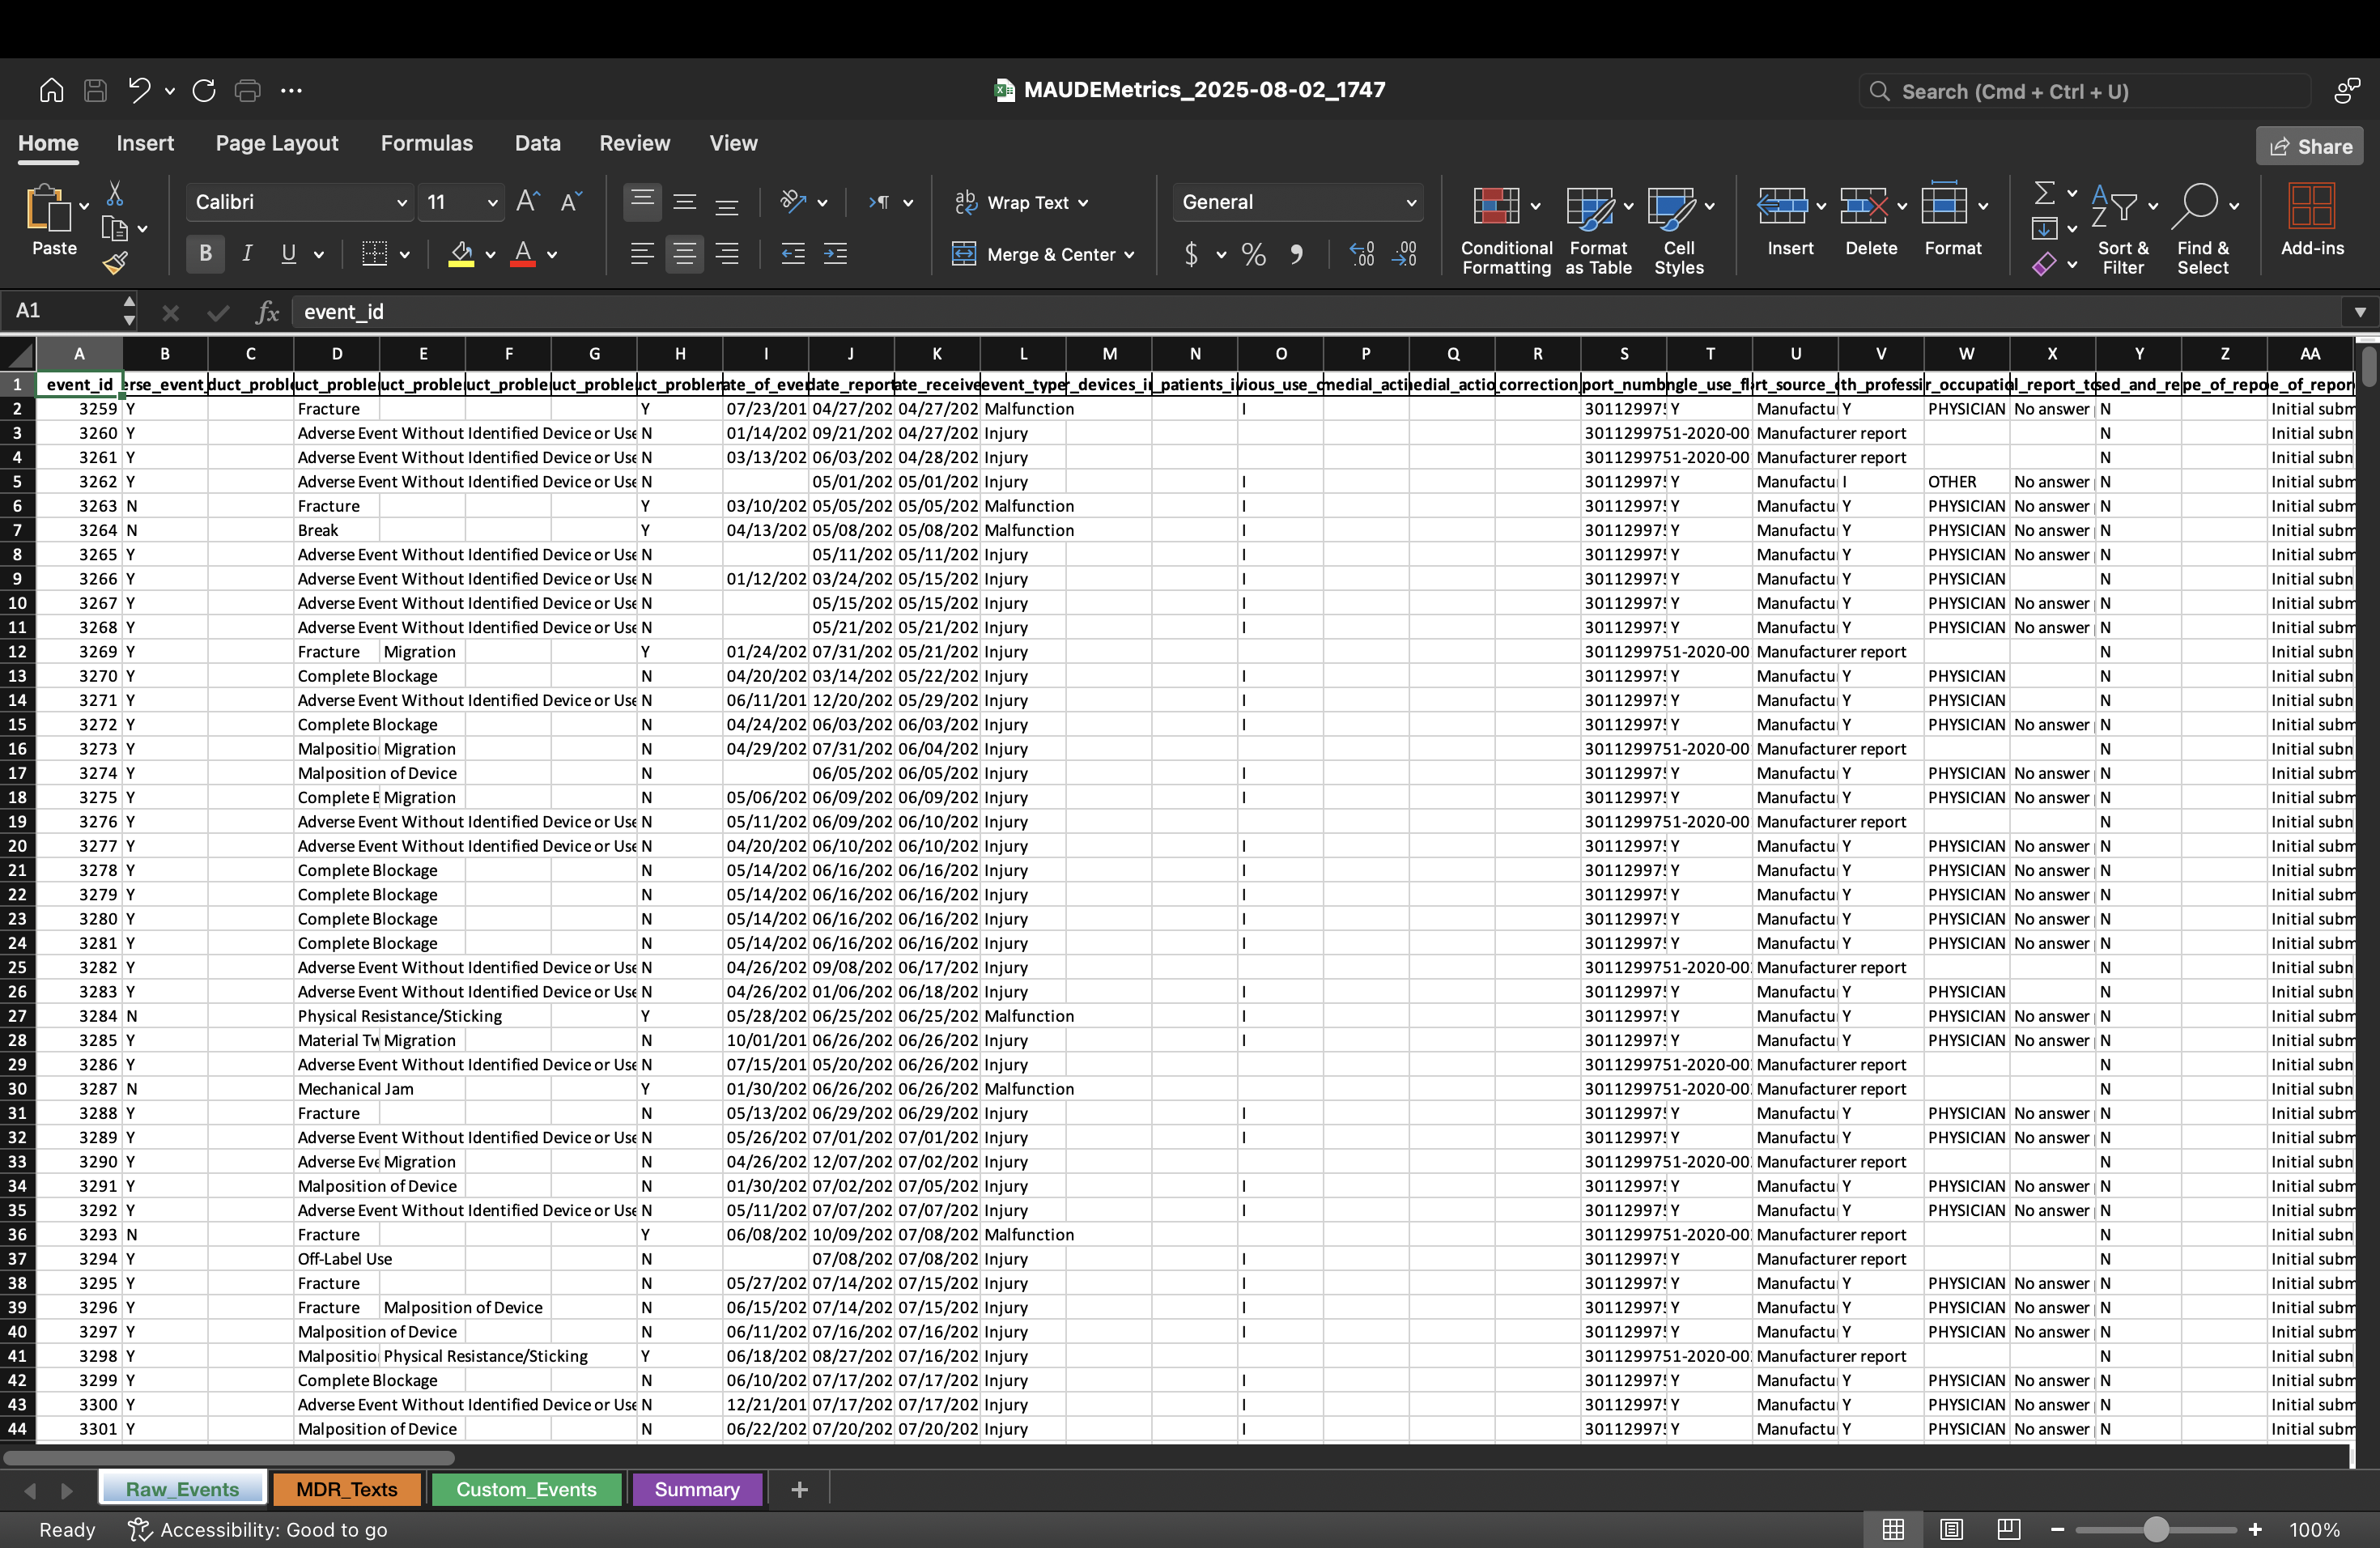 MAUDEMetrics_2025-08-02_1747
Search (Cmd + Ctrl + U)
Home Insert Page Layout Formulas Data Review View Share
Paste Calibri 11 Wrap Text General Conditional Formatting Format as Table Cell Styles Insert Delete Format Sort & Filter Find & Select Add-ins
B I U Merge & Center
A1 fx event_id
A B C D E F G H I J K L M N O P Q R S T U V W X Y Z AA
1 event_id erse_event event_type correction
2 3259 Y Fracture Y 07/23/201 04/27/202 04/27/202 Malfunction I 30112997 Y Manufactu Y PHYSICIAN No answer N Initial subm
3 3260 Y Adverse Event Without Identified Device or Use N 01/14/202 09/21/202 04/27/202 Injury 3011299751-2020-00 Manufacturer report N Initial subn
4 3261 Y Adverse Event Without Identified Device or Use N 03/13/202 06/03/202 04/28/202 Injury 3011299751-2020-00 Manufacturer report N Initial subn
5 3262 Y Adverse Event Without Identified Device or Use N 05/01/202 05/01/202 Injury I 30112997 Y Manufactu I OTHER No answer N Initial subm
6 3263 N Fracture Y 03/10/202 05/05/202 05/05/202 Malfunction I 30112997 Y Manufactu Y PHYSICIAN No answer N Initial subm
7 3264 N Break Y 04/13/202 05/08/202 05/08/202 Malfunction I 30112997 Y Manufactu Y PHYSICIAN No answer N Initial subm
8 3265 Y Adverse Event Without Identified Device or Use N 05/11/202 05/11/202 Injury I 30112997 Y Manufactu Y PHYSICIAN No answer N Initial subm
9 3266 Y Adverse Event Without Identified Device or Use N 01/12/202 03/24/202 05/15/202 Injury I 30112997 Y Manufactu Y PHYSICIAN N Initial subn
10 3267 Y Adverse Event Without Identified Device or Use N 05/15/202 05/15/202 Injury I 30112997 Y Manufactu Y PHYSICIAN No answer N Initial subm
11 3268 Y Adverse Event Without Identified Device or Use N 05/21/202 05/21/202 Injury I 30112997 Y Manufactu Y PHYSICIAN No answer N Initial subm
12 3269 Y Fracture Migration Y 01/24/202 07/31/202 05/21/202 Injury 3011299751-2020-00 Manufacturer report N Initial subn
13 3270 Y Complete Blockage N 04/20/202 03/14/202 05/22/202 Injury I 30112997 Y Manufactu Y PHYSICIAN N Initial subn
14 3271 Y Adverse Event Without Identified Device or Use N 06/11/201 12/20/202 05/29/202 Injury I 30112997 Y Manufactu Y PHYSICIAN N Initial subn
15 3272 Y Complete Blockage N 04/24/202 06/03/202 06/03/202 Injury I 30112997 Y Manufactu Y PHYSICIAN No answer N Initial subm
16 3273 Y Malpositio Migration N 04/29/202 07/31/202 06/04/202 Injury 3011299751-2020-00 Manufacturer report N Initial subn
17 3274 Y Malposition of Device N 06/05/202 06/05/202 Injury I 30112997 Y Manufactu Y PHYSICIAN No answer N Initial subm
18 3275 Y Complete E Migration N 05/06/202 06/09/202 06/09/202 Injury I 30112997 Y Manufactu Y PHYSICIAN No answer N Initial subm
19 3276 Y Adverse Event Without Identified Device or Use N 05/11/202 06/09/202 06/10/202 Injury 3011299751-2020-00 Manufacturer report N Initial subn
20 3277 Y Adverse Event Without Identified Device or Use N 04/20/202 06/10/202 06/10/202 Injury I 30112997 Y Manufactu Y PHYSICIAN No answer N Initial subm
21 3278 Y Complete Blockage N 05/14/202 06/16/202 06/16/202 Injury I 30112997 Y Manufactu Y PHYSICIAN No answer N Initial subm
22 3279 Y Complete Blockage N 05/14/202 06/16/202 06/16/202 Injury I 30112997 Y Manufactu Y PHYSICIAN No answer N Initial subm
23 3280 Y Complete Blockage N 05/14/202 06/16/202 06/16/202 Injury I 30112997 Y Manufactu Y PHYSICIAN No answer N Initial subm
24 3281 Y Complete Blockage N 05/14/202 06/16/202 06/16/202 Injury I 30112997 Y Manufactu Y PHYSICIAN No answer N Initial subm
25 3282 Y Adverse Event Without Identified Device or Use N 04/26/202 09/08/202 06/17/202 Injury 3011299751-2020-00 Manufacturer report N Initial subn
26 3283 Y Adverse Event Without Identified Device or Use N 04/26/202 01/06/202 06/18/202 Injury I 30112997 Y Manufactu Y PHYSICIAN N Initial subn
27 3284 N Physical Resistance/Sticking Y 05/28/202 06/25/202 06/25/202 Malfunction I 30112997 Y Manufactu Y PHYSICIAN No answer N Initial subm
28 3285 Y Material Tw Migration N 10/01/201 06/26/202 06/26/202 Injury I 30112997 Y Manufactu Y PHYSICIAN No answer N Initial subm
29 3286 Y Adverse Event Without Identified Device or Use N 07/15/201 05/20/202 06/26/202 Injury 3011299751-2020-00 Manufacturer report N Initial subn
30 3287 N Mechanical Jam Y 01/30/202 06/26/202 06/26/202 Malfunction 3011299751-2020-00 Manufacturer report N Initial subn
31 3288 Y Fracture N 05/13/202 06/29/202 06/29/202 Injury I 30112997 Y Manufactu Y PHYSICIAN No answer N Initial subm
32 3289 Y Adverse Event Without Identified Device or Use N 05/26/202 07/01/202 07/01/202 Injury I 30112997 Y Manufactu Y PHYSICIAN No answer N Initial subm
33 3290 Y Adverse Eve Migration N 04/26/202 12/07/202 07/02/202 Injury 3011299751-2020-00 Manufacturer report N Initial subn
34 3291 Y Malposition of Device N 01/30/202 07/02/202 07/05/202 Injury I 30112997 Y Manufactu Y PHYSICIAN No answer N Initial subm
35 3292 Y Adverse Event Without Identified Device or Use N 05/11/202 07/07/202 07/07/202 Injury I 30112997 Y Manufactu Y PHYSICIAN No answer N Initial subm
36 3293 N Fracture Y 06/08/202 10/09/202 07/08/202 Malfunction 3011299751-2020-00 Manufacturer report N Initial subn
37 3294 Y Off-Label Use N 07/08/202 07/08/202 Injury I 30112997 Y Manufacturer report N Initial subm
38 3295 Y Fracture N 05/27/202 07/14/202 07/15/202 Injury I 30112997 Y Manufactu Y PHYSICIAN No answer N Initial subm
39 3296 Y Fracture Malposition of Device N 06/15/202 07/14/202 07/15/202 Injury I 30112997 Y Manufactu Y PHYSICIAN No answer N Initial subm
40 3297 Y Malposition of Device N 06/11/202 07/16/202 07/16/202 Injury I 30112997 Y Manufactu Y PHYSICIAN No answer N Initial subm
41 3298 Y Malpositio Physical Resistance/Sticking Y 06/18/202 08/27/202 07/16/202 Injury 3011299751-2020-00 Manufacturer report N Initial subn
42 3299 Y Complete Blockage N 06/10/202 07/17/202 07/17/202 Injury I 30112997 Y Manufactu Y PHYSICIAN No answer N Initial subm
43 3300 Y Adverse Event Without Identified Device or Use N 12/21/201 07/17/202 07/17/202 Injury I 30112997 Y Manufactu Y PHYSICIAN No answer N Initial subm
44 3301 Y Malposition of Device N 06/22/202 07/20/202 07/20/202 Injury I 30112997 Y Manufactu Y PHYSICIAN No answer N Initial subm
Raw_Events MDR_Texts Custom_Events Summary +
Ready Accessibility: Good to go 100%